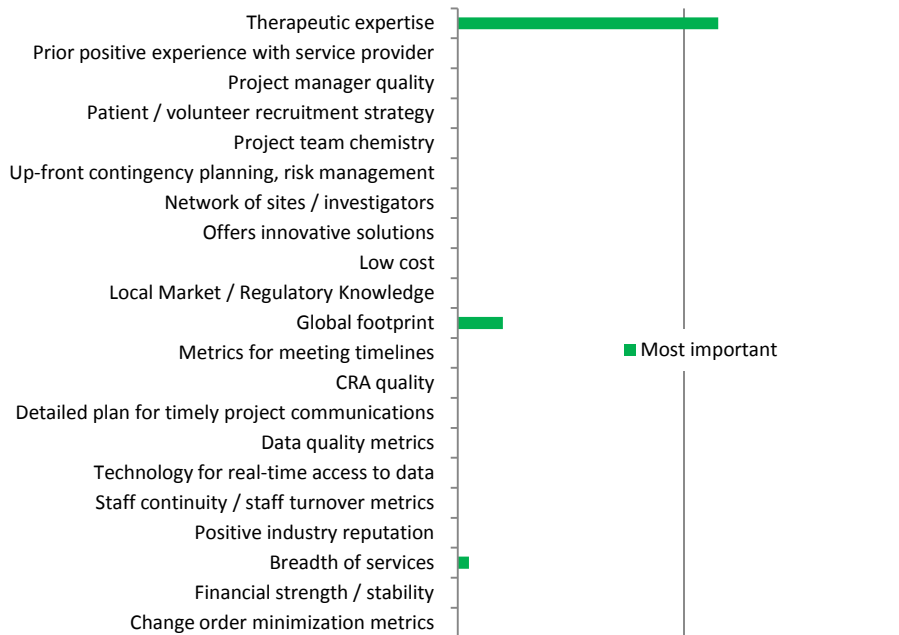 Therapeutic expertise
Prior positive experience with service provider
Project manager quality
Patient / volunteer recruitment strategy
Project team chemistry
Up-front contingency planning, risk management
Network of sites / investigators
Offers innovative solutions
Low cost
Local Market / Regulatory Knowledge
Global footprint
Metrics for meeting timelines
Most important
CRA quality
Detailed plan for timely project communications
Data quality metrics
Technology for real-time access to data
Staff continuity / staff turnover metrics
Positive industry reputation
Breadth of services
Financial strength / stability
Change order minimization metrics